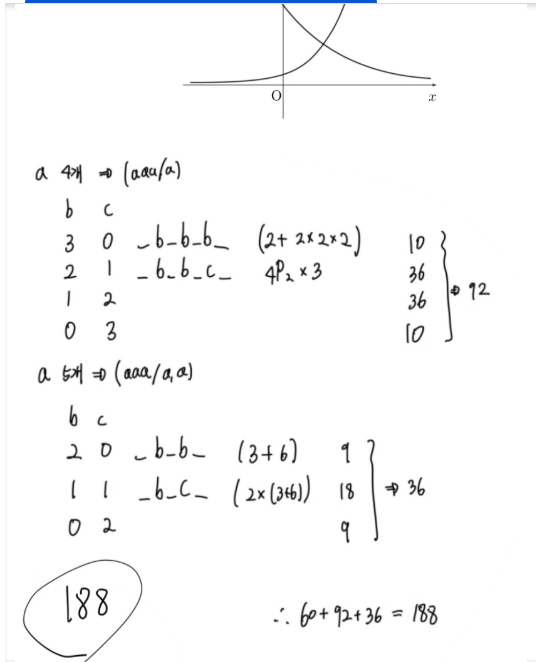 O x
a 4개 ⇒ (aaa/a)
b c
3 0 _b_b_b_ (2+2×2×2) 10
2 1 _b_b_c_ 4P₂×3 36
1 2 36 ⇒ 92
0 3 10
a 5개 ⇒ (aaa/a,a)
b c
2 0 _b_b_ (3+6) 9
1 1 _b_c_ (2×(3+6)) 18 ⇒ 36
0 2 9
188
∴ 60+92+36 = 188